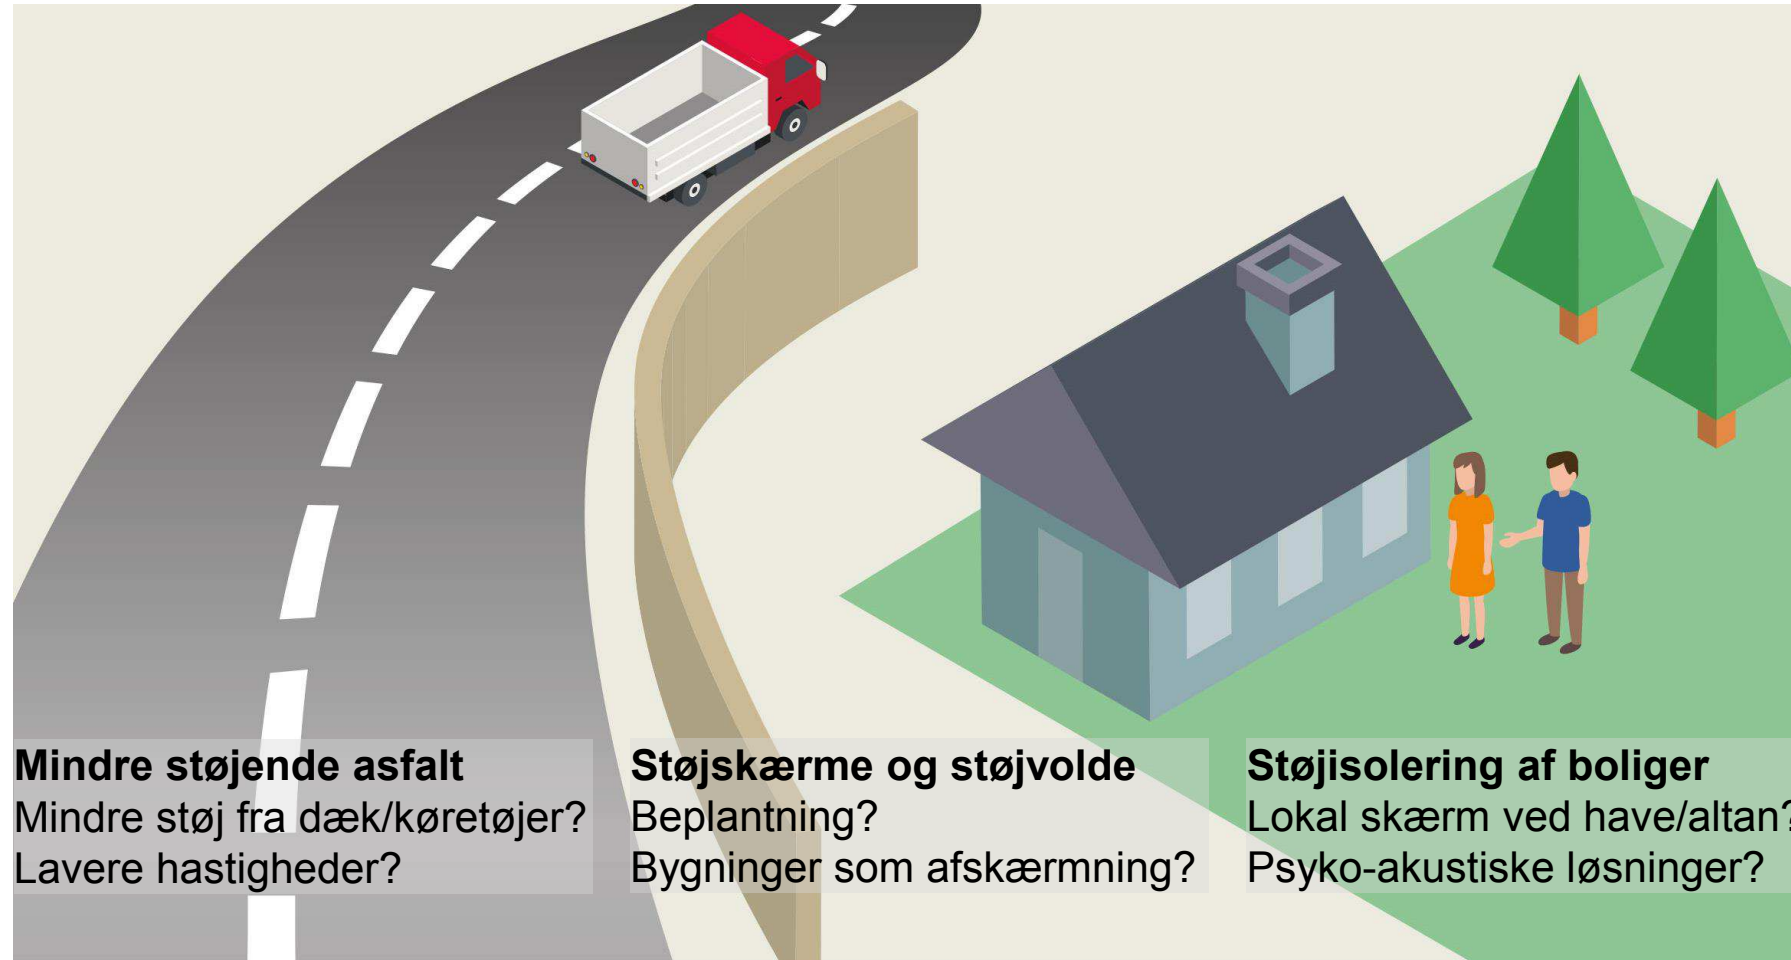 Mindre støjende asfalt
Mindre støj fra dæk/køretøjer?
Lavere hastigheder?
Støjskærme og støjvolde
Beplantning?
Bygninger som afskærmning?
Støjisolering af boliger
Lokal skærm ved have/altan?
Psyko-akustiske løsninger?